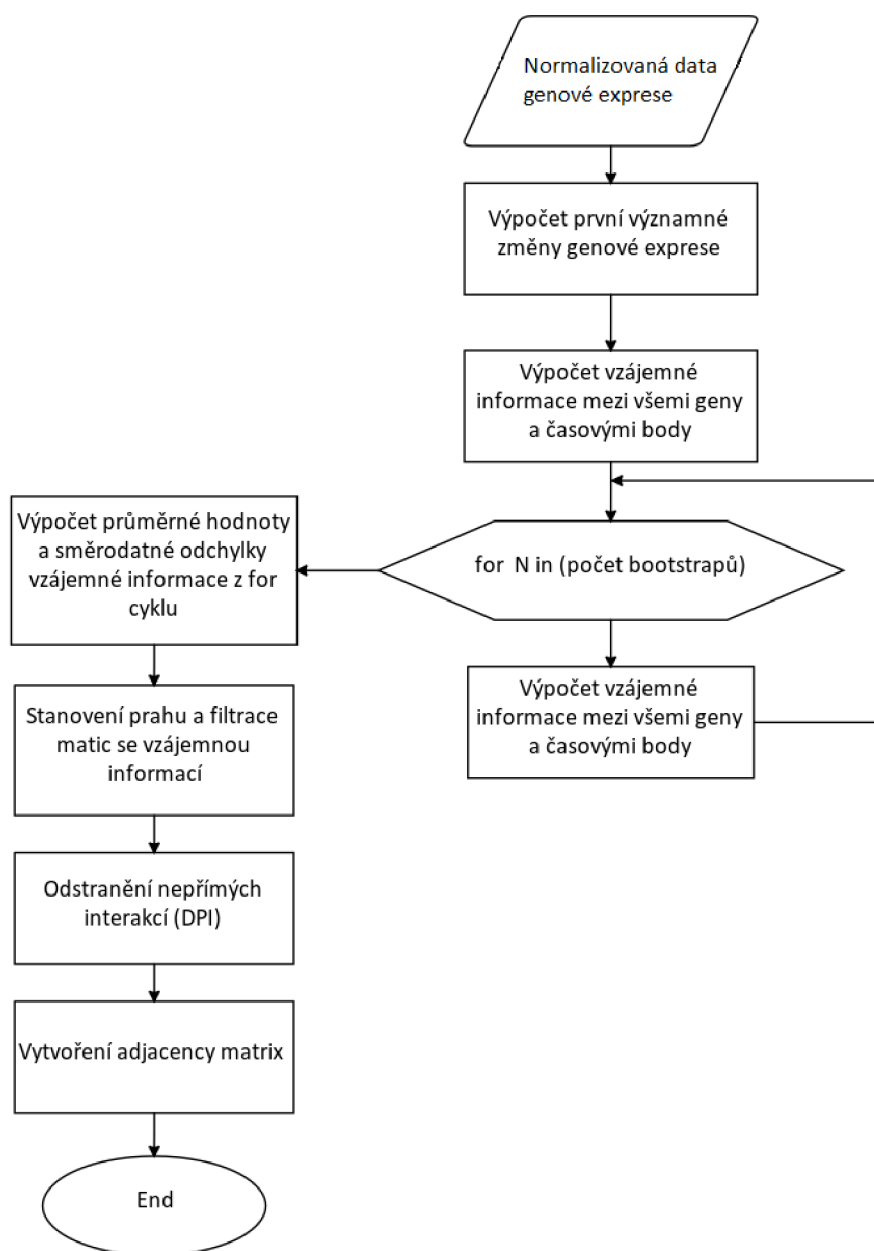 Normalizovaná data
genové exprese
Výpočet první významné
změny genové exprese
Výpočet vzájemné
informace mezi všemi geny
a časovými body
for N in (počet bootstrapů)
Výpočet vzájemné
informace mezi všemi geny
a časovými body
Výpočet průměrné hodnoty
a směrodatné odchylky
vzájemné informace z for
cyklu
Stanovení prahu a filtrace
matic se vzájemnou
informací
Odstranění nepřímých
interakcí (DPI)
Vytvoření adjacency matrix
End